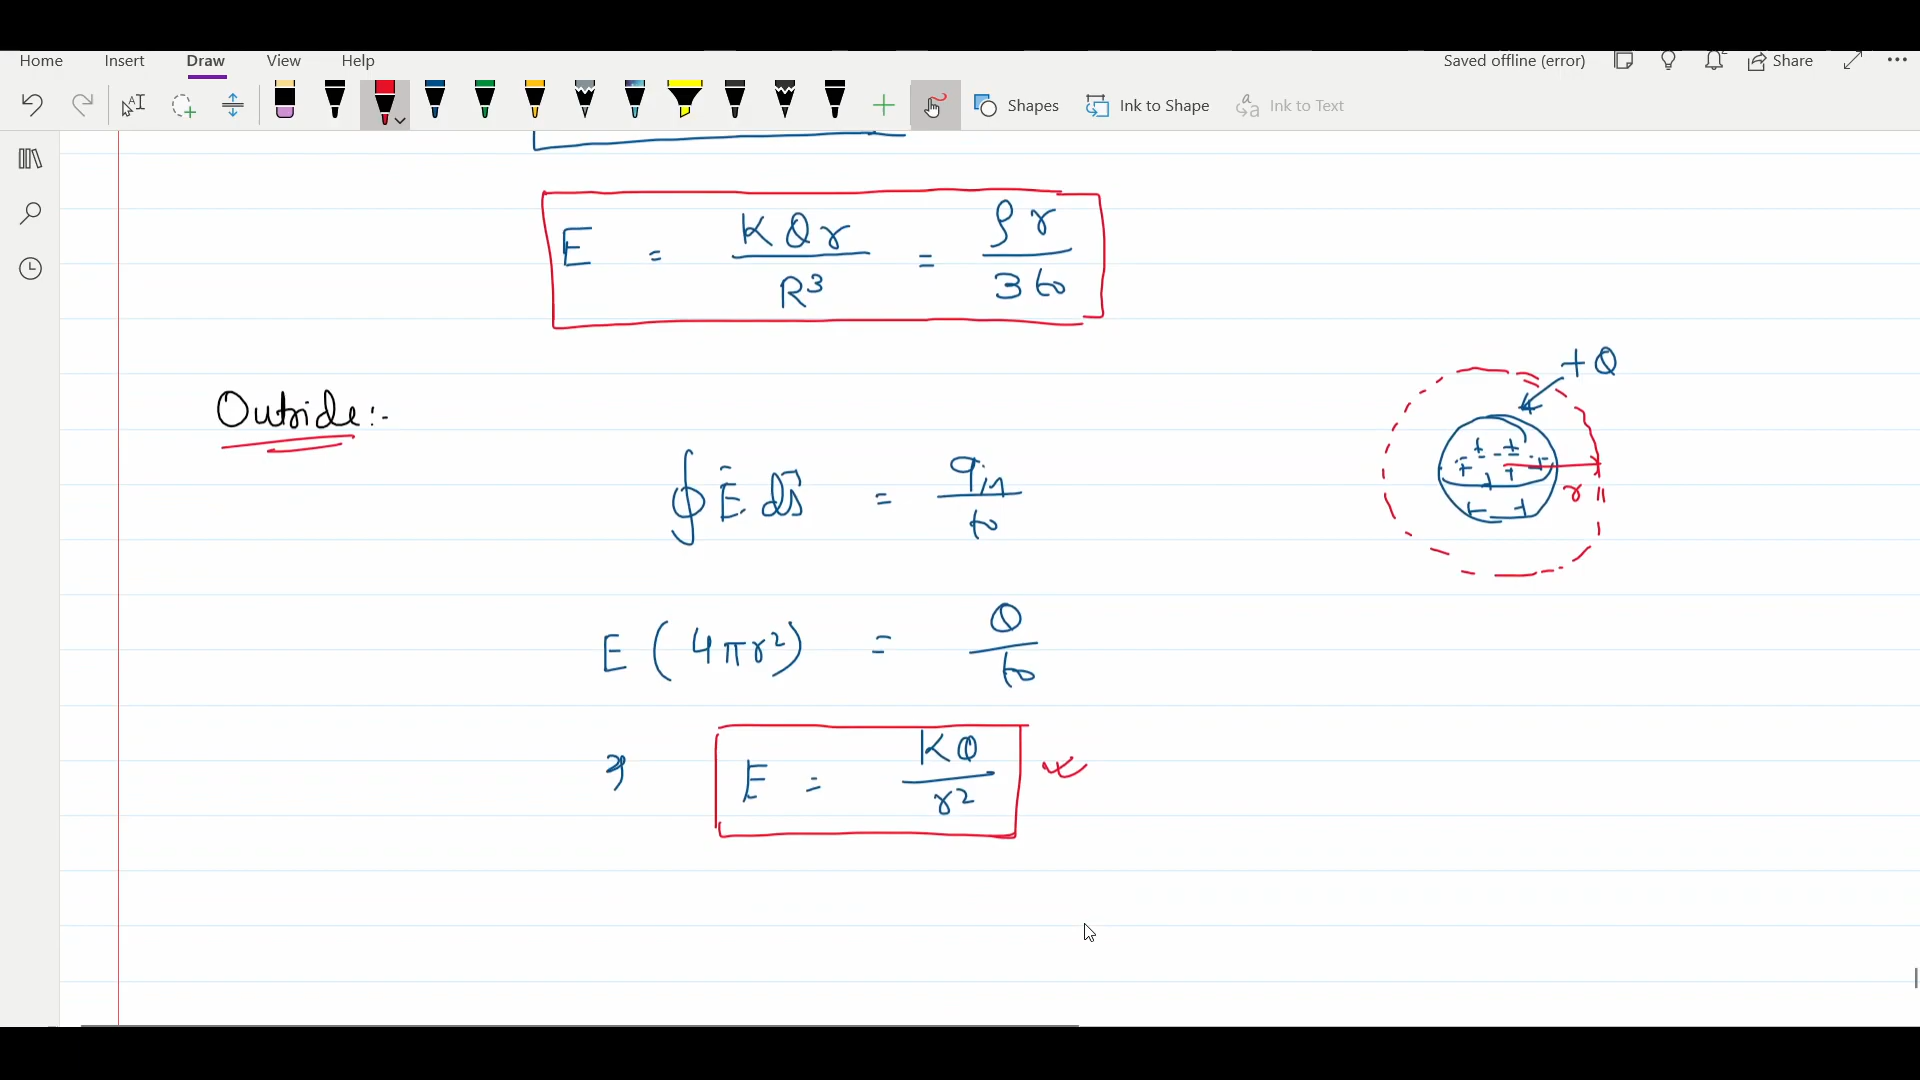 Home Insert Draw View Help Saved offline (error) Share
Shapes Ink to Shape Ink to Text
E = KQr/R³ = ρr/3ε₀
Outside:-
+Q
r
∮ E⃗. ds⃗ = qin/ε₀
E (4πr²) = Q/ε₀
⇒ E = KQ/r²